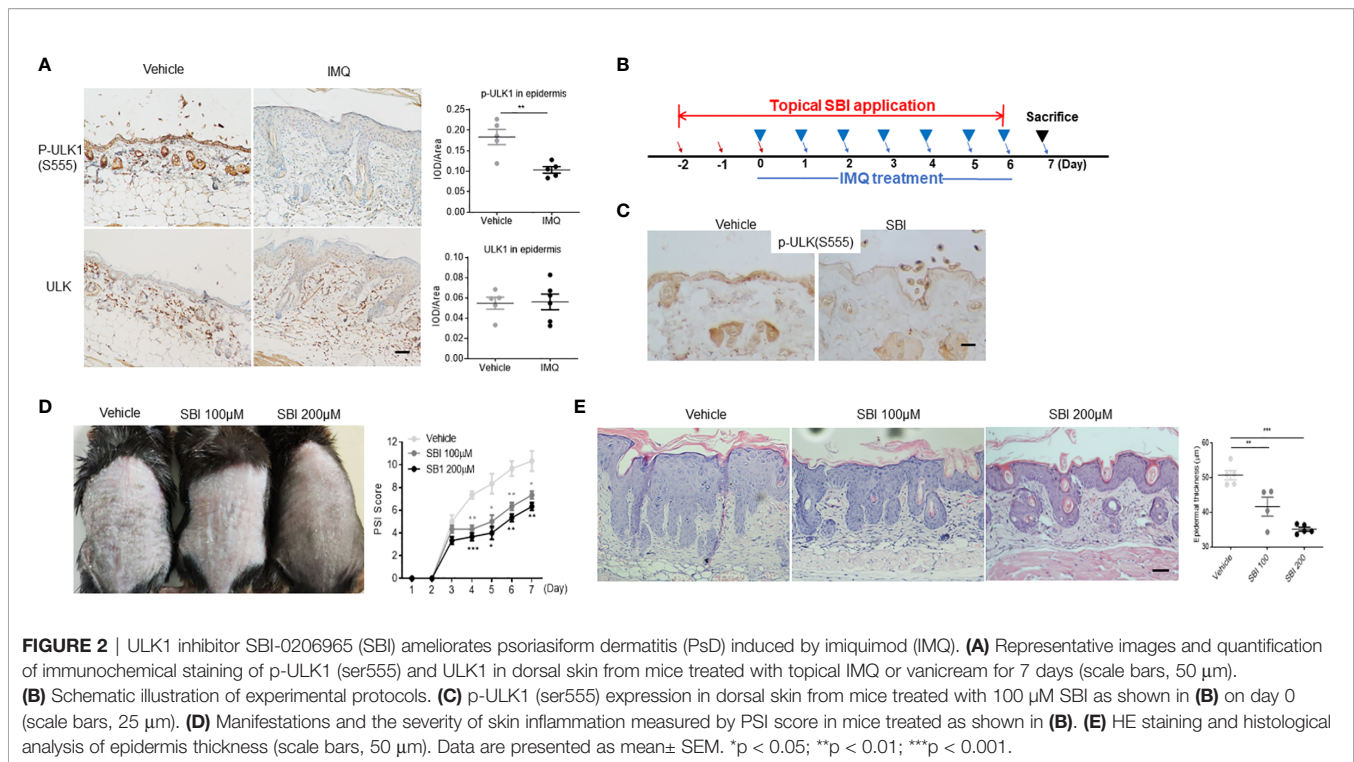 A
Vehicle
IMQ
P-ULK1
(S555)
ULK
p-ULK1 in epidermis
**
IOD/Area
0.25
0.20
0.15
0.10
0.05
0.00
Vehicle
IMQ
ULK1 in epidermis
IOD/Area
0.10
0.08
0.06
0.04
0.02
0.00
Vehicle
IMQ
B
Topical SBI application
Sacrifice
-2
-1
0
1
2
3
4
5
6
7 (Day)
IMQ treatment
C
Vehicle
SBI
p-ULK(S555)
D
Vehicle
SBI 100μM
SBI 200μM
PSI Score
12
10
8
6
4
2
0
Vehicle
SBI 100μM
SB1 200μM
**
*
**
*
***
*
**
**
1
2
3
4
5
6
7
(Day)
E
Vehicle
SBI 100μM
SBI 200μM
Epidermal thickness (μm)
60
50
40
30
***
**
Vehicle
SBI 100
SBI 200
FIGURE 2 | ULK1 inhibitor SBI-0206965 (SBI) ameliorates psoriasiform dermatitis (PsD) induced by imiquimod (IMQ). (A) Representative images and quantification
of immunochemical staining of p-ULK1 (ser555) and ULK1 in dorsal skin from mice treated with topical IMQ or vanicream for 7 days (scale bars, 50 μm).
(B) Schematic illustration of experimental protocols. (C) p-ULK1 (ser555) expression in dorsal skin from mice treated with 100 μM SBI as shown in (B) on day 0
(scale bars, 25 μm). (D) Manifestations and the severity of skin inflammation measured by PSI score in mice treated as shown in (B). (E) HE staining and histological
analysis of epidermis thickness (scale bars, 50 μm). Data are presented as mean± SEM. *p < 0.05; **p < 0.01; ***p < 0.001.